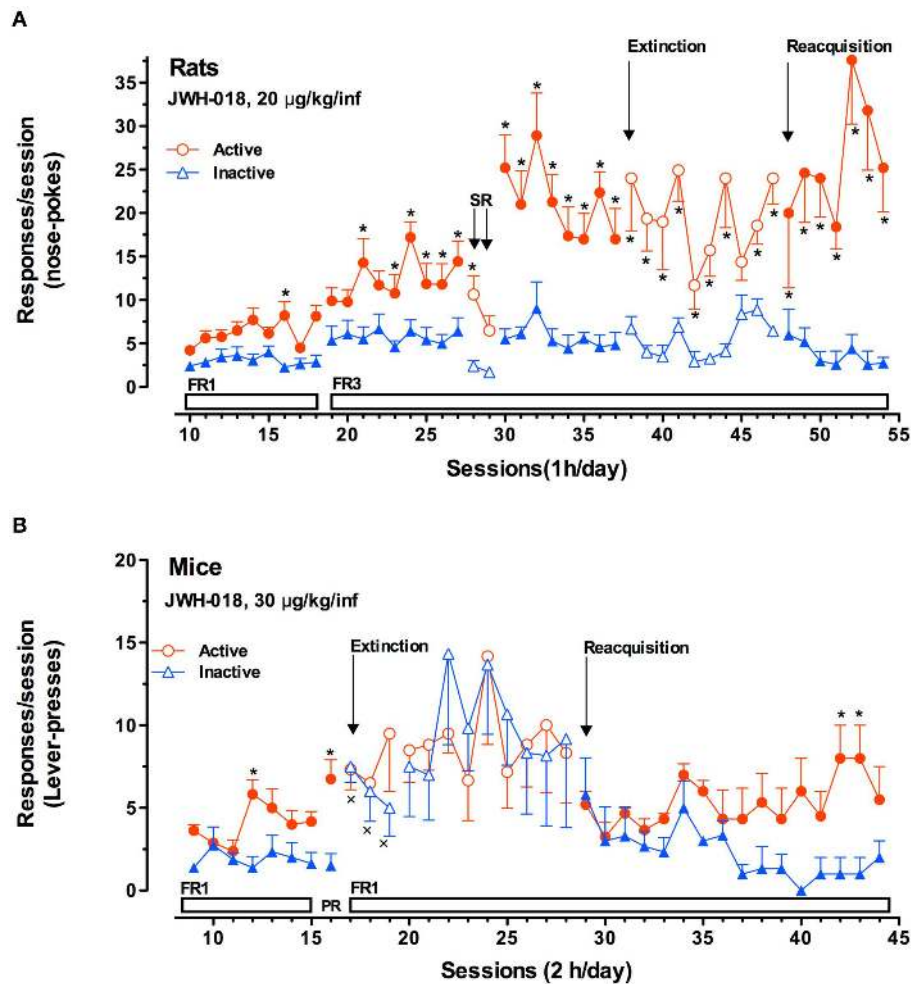 A
Rats
JWH-018, 20 µg/kg/inf
Active
Inactive
SR
Extinction
Reacquisition
Responses/session
(nose-pokes)
35
30
25
20
15
10
5
0
FR1
FR3
10 15 20 25 30 35 40 45 50 55
Sessions(1h/day)
B
Mice
JWH-018, 30 µg/kg/inf
Active
Inactive
Extinction
Reacquisition
Responses/session
(Lever-presses)
20
15
10
5
0
FR1
PR
FR1
10 15 20 25 30 35 40 45
Sessions (2 h/day)